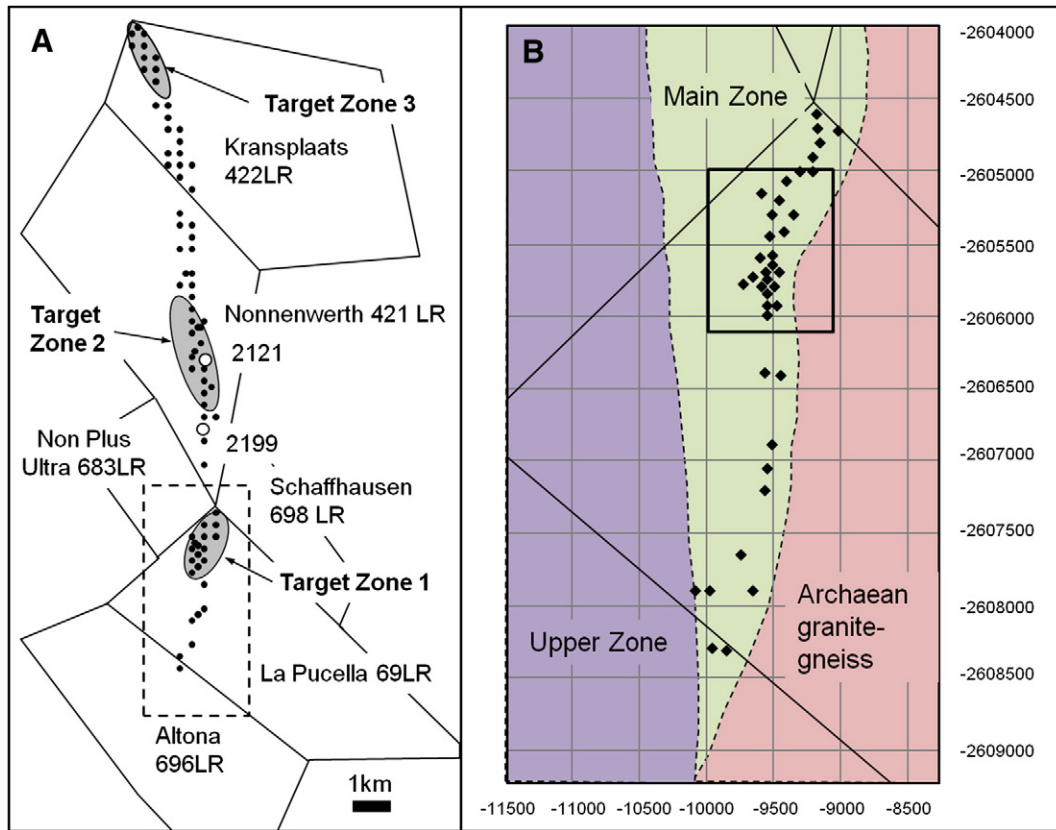 A
Target Zone 3
Kransplaats
422LR
Target
Zone 2
Nonnenwerth 421 LR
2121
Non Plus
Ultra 683LR
2199
Schaffhausen
698 LR
Target Zone 1
La Pucella 69LR
Altona
696LR
1km
B
Main Zone
Upper Zone
Archaean
granite-
gneiss
-2604000
-2604500
-2605000
-2605500
-2606000
-2606500
-2607000
-2607500
-2608000
-2608500
-2609000
-11500 -11000 -10500 -10000 -9500 -9000 -8500